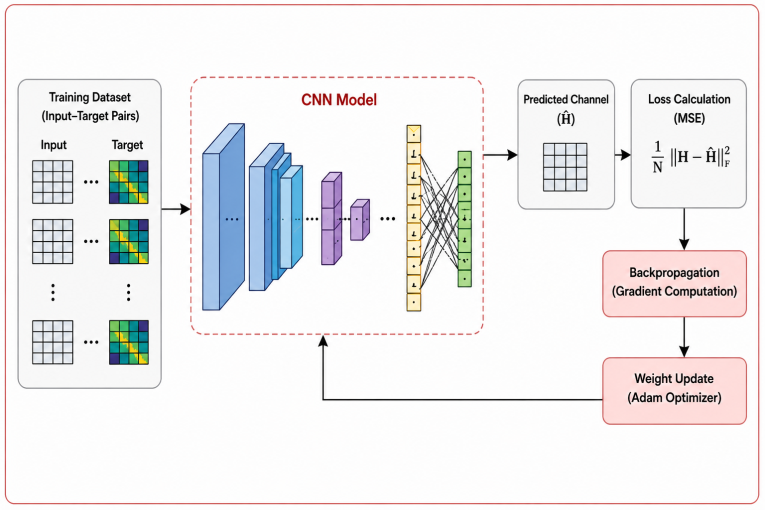 Training Dataset
(Input–Target Pairs)
Input
Target
CNN Model
Predicted Channel
(Ĥ)
Loss Calculation
(MSE)
1/N ||H − Ĥ||²_F
Backpropagation
(Gradient Computation)
Weight Update
(Adam Optimizer)